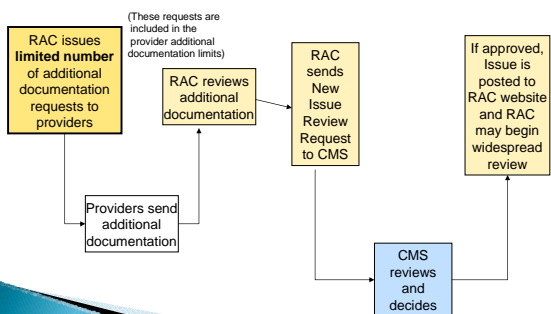 RAC issues
limited number
of additional
documentation
requests to
providers
(These requests are
included in the
provider additional
documentation limits)
RAC reviews
additional
documentation
RAC
sends
New
Issue
Review
Request
to CMS
If approved,
Issue is
posted to
RAC website
and RAC
may begin
widespread
review
Providers send
additional
documentation
CMS
reviews
and
decides